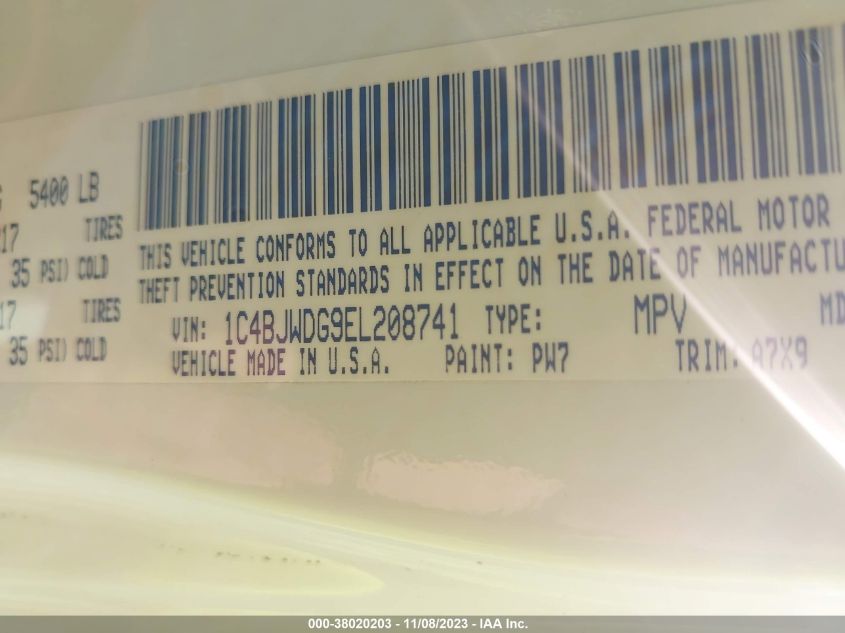 G 5400 LB
17 TIRES
35 PSI) COLD
17 TIRES
35 PSI) COLD
THIS VEHICLE CONFORMS TO ALL APPLICABLE U.S.A. FEDERAL MOTOR
THEFT PREVENTION STANDARDS IN EFFECT ON THE DATE OF MANUFACTU
VIN: 1C4BJWDG9EL208741 TYPE: MPV MD
VEHICLE MADE IN U.S.A. PAINT: PW7 TRIM: A7X9
000-38020203 - 11/08/2023 - IAA Inc.